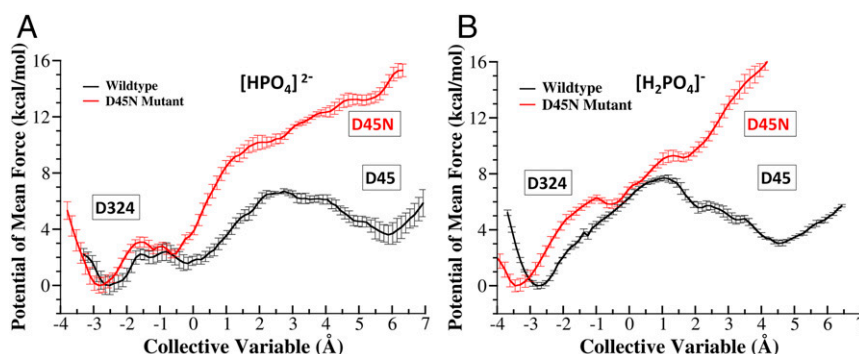 A
Potential of Mean Force (kcal/mol)
16
12
8
4
0
Wildtype
D45N Mutant
[HPO4] 2-
D45N
D45
D324
-4 -3 -2 -1 0 1 2 3 4 5 6 7
Collective Variable (Å)
B
Potential of Mean Force (kcal/mol)
16
12
8
4
0
Wildtype
D45N Mutant
[H2PO4]-
D45N
D45
D324
-4 -3 -2 -1 0 1 2 3 4 5 6 7
Collective Variable (Å)